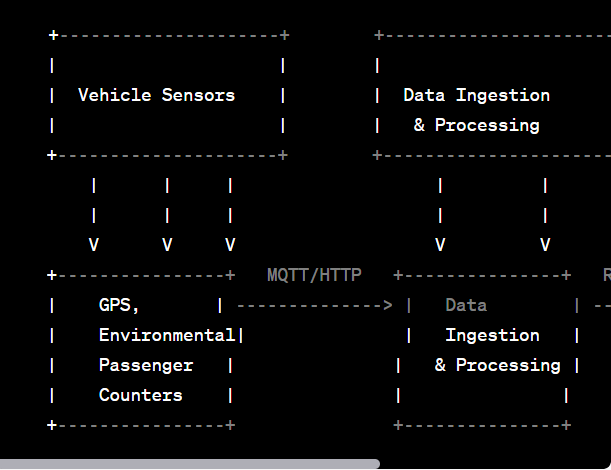 +---------------------+ +----------------------
| | |
| Vehicle Sensors | | Data Ingestion
| | | & Processing
+---------------------+ +----------------------
| | | | |
| | | | |
V V V V V
+----------------+ MQTT/HTTP +---------------+ R
| GPS, | --------------> | Data | --
| Environmental| | Ingestion |
| Passenger | | & Processing |
| Counters | | |
+----------------+ +---------------+